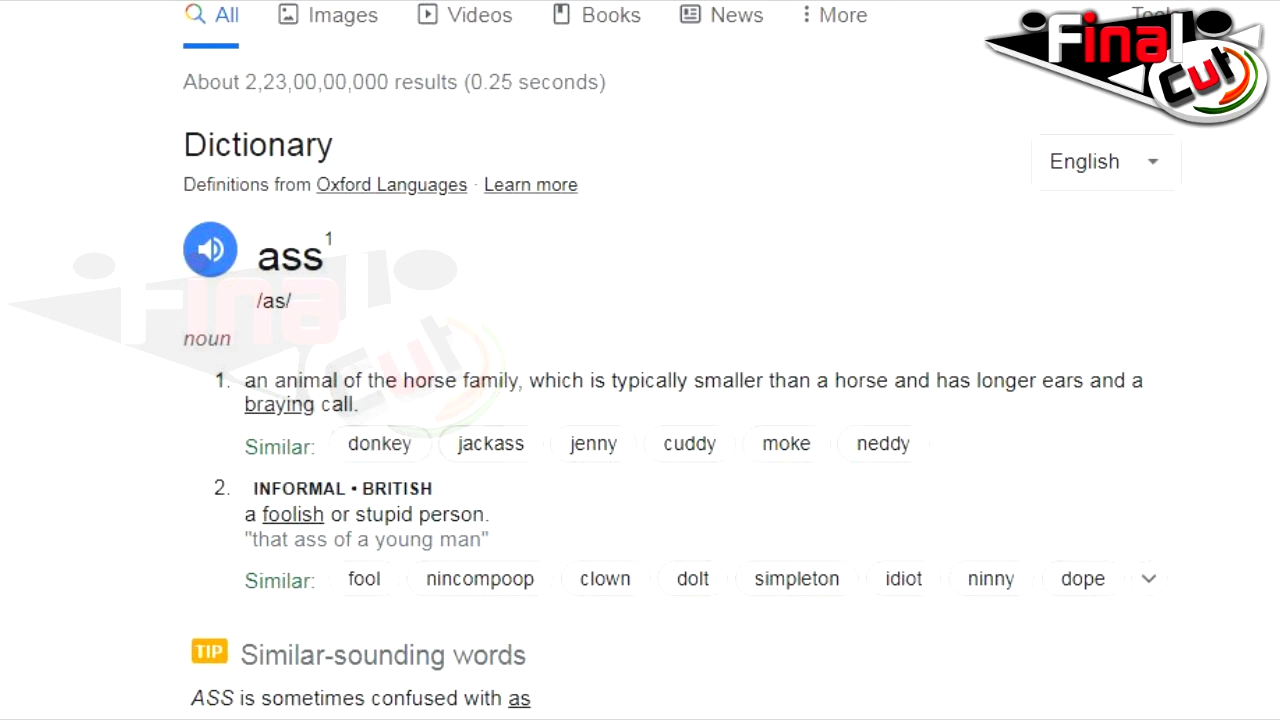 All Images Videos Books News More
Final
Cut
About 2,23,00,00,000 results (0.25 seconds)
Dictionary
English
Definitions from Oxford Languages · Learn more
ass1
/as/
Final
Cut
noun
1. an animal of the horse family, which is typically smaller than a horse and has longer ears and a
braying call.
Similar: donkey jackass jenny cuddy moke neddy
2. INFORMAL • BRITISH
a foolish or stupid person.
"that ass of a young man"
Similar: fool nincompoop clown dolt simpleton idiot ninny dope
TIP Similar-sounding words
ASS is sometimes confused with as